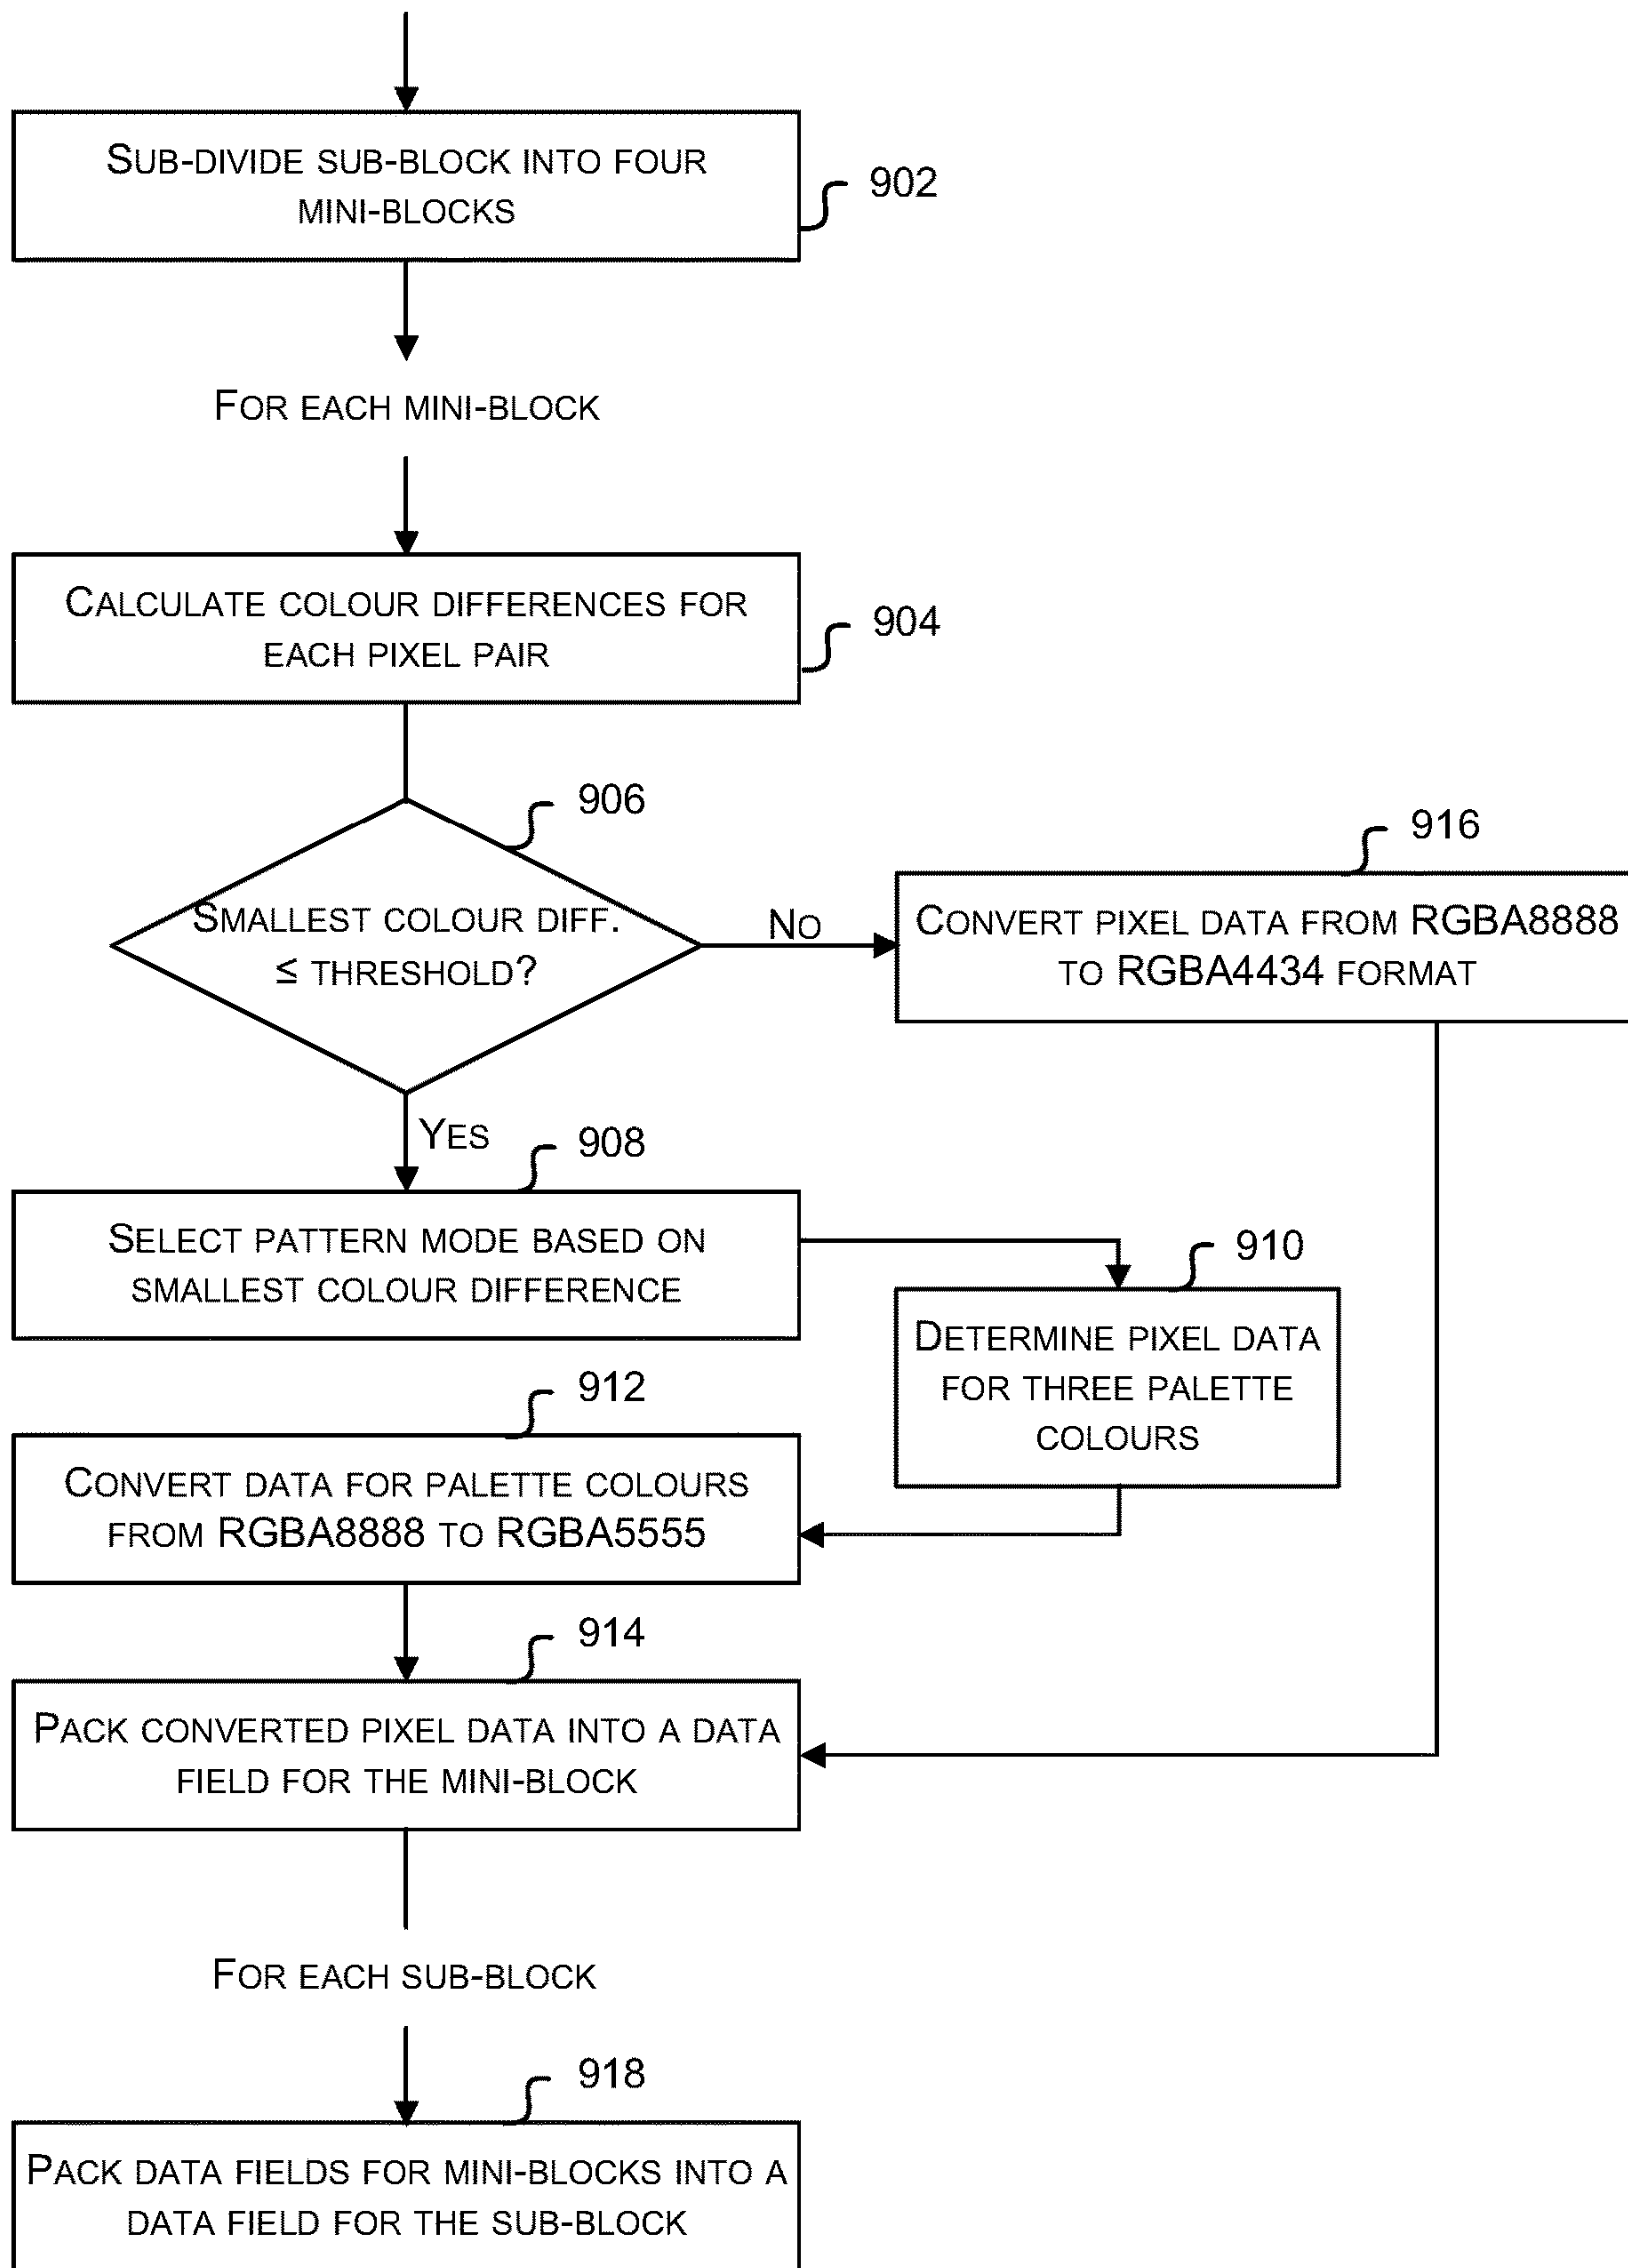 SUB-DIVIDE SUB-BLOCK INTO FOUR
MINI-BLOCKS
902
FOR EACH MINI-BLOCK
CALCULATE COLOUR DIFFERENCES FOR
EACH PIXEL PAIR
904
906
SMALLEST COLOUR DIFF.
≤ THRESHOLD?
NO
916
CONVERT PIXEL DATA FROM RGBA8888
TO RGBA4434 FORMAT
YES
908
SELECT PATTERN MODE BASED ON
SMALLEST COLOUR DIFFERENCE
910
DETERMINE PIXEL DATA
FOR THREE PALETTE
COLOURS
912
CONVERT DATA FOR PALETTE COLOURS
FROM RGBA8888 TO RGBA5555
914
PACK CONVERTED PIXEL DATA INTO A DATA
FIELD FOR THE MINI-BLOCK
FOR EACH SUB-BLOCK
918
PACK DATA FIELDS FOR MINI-BLOCKS INTO A
DATA FIELD FOR THE SUB-BLOCK